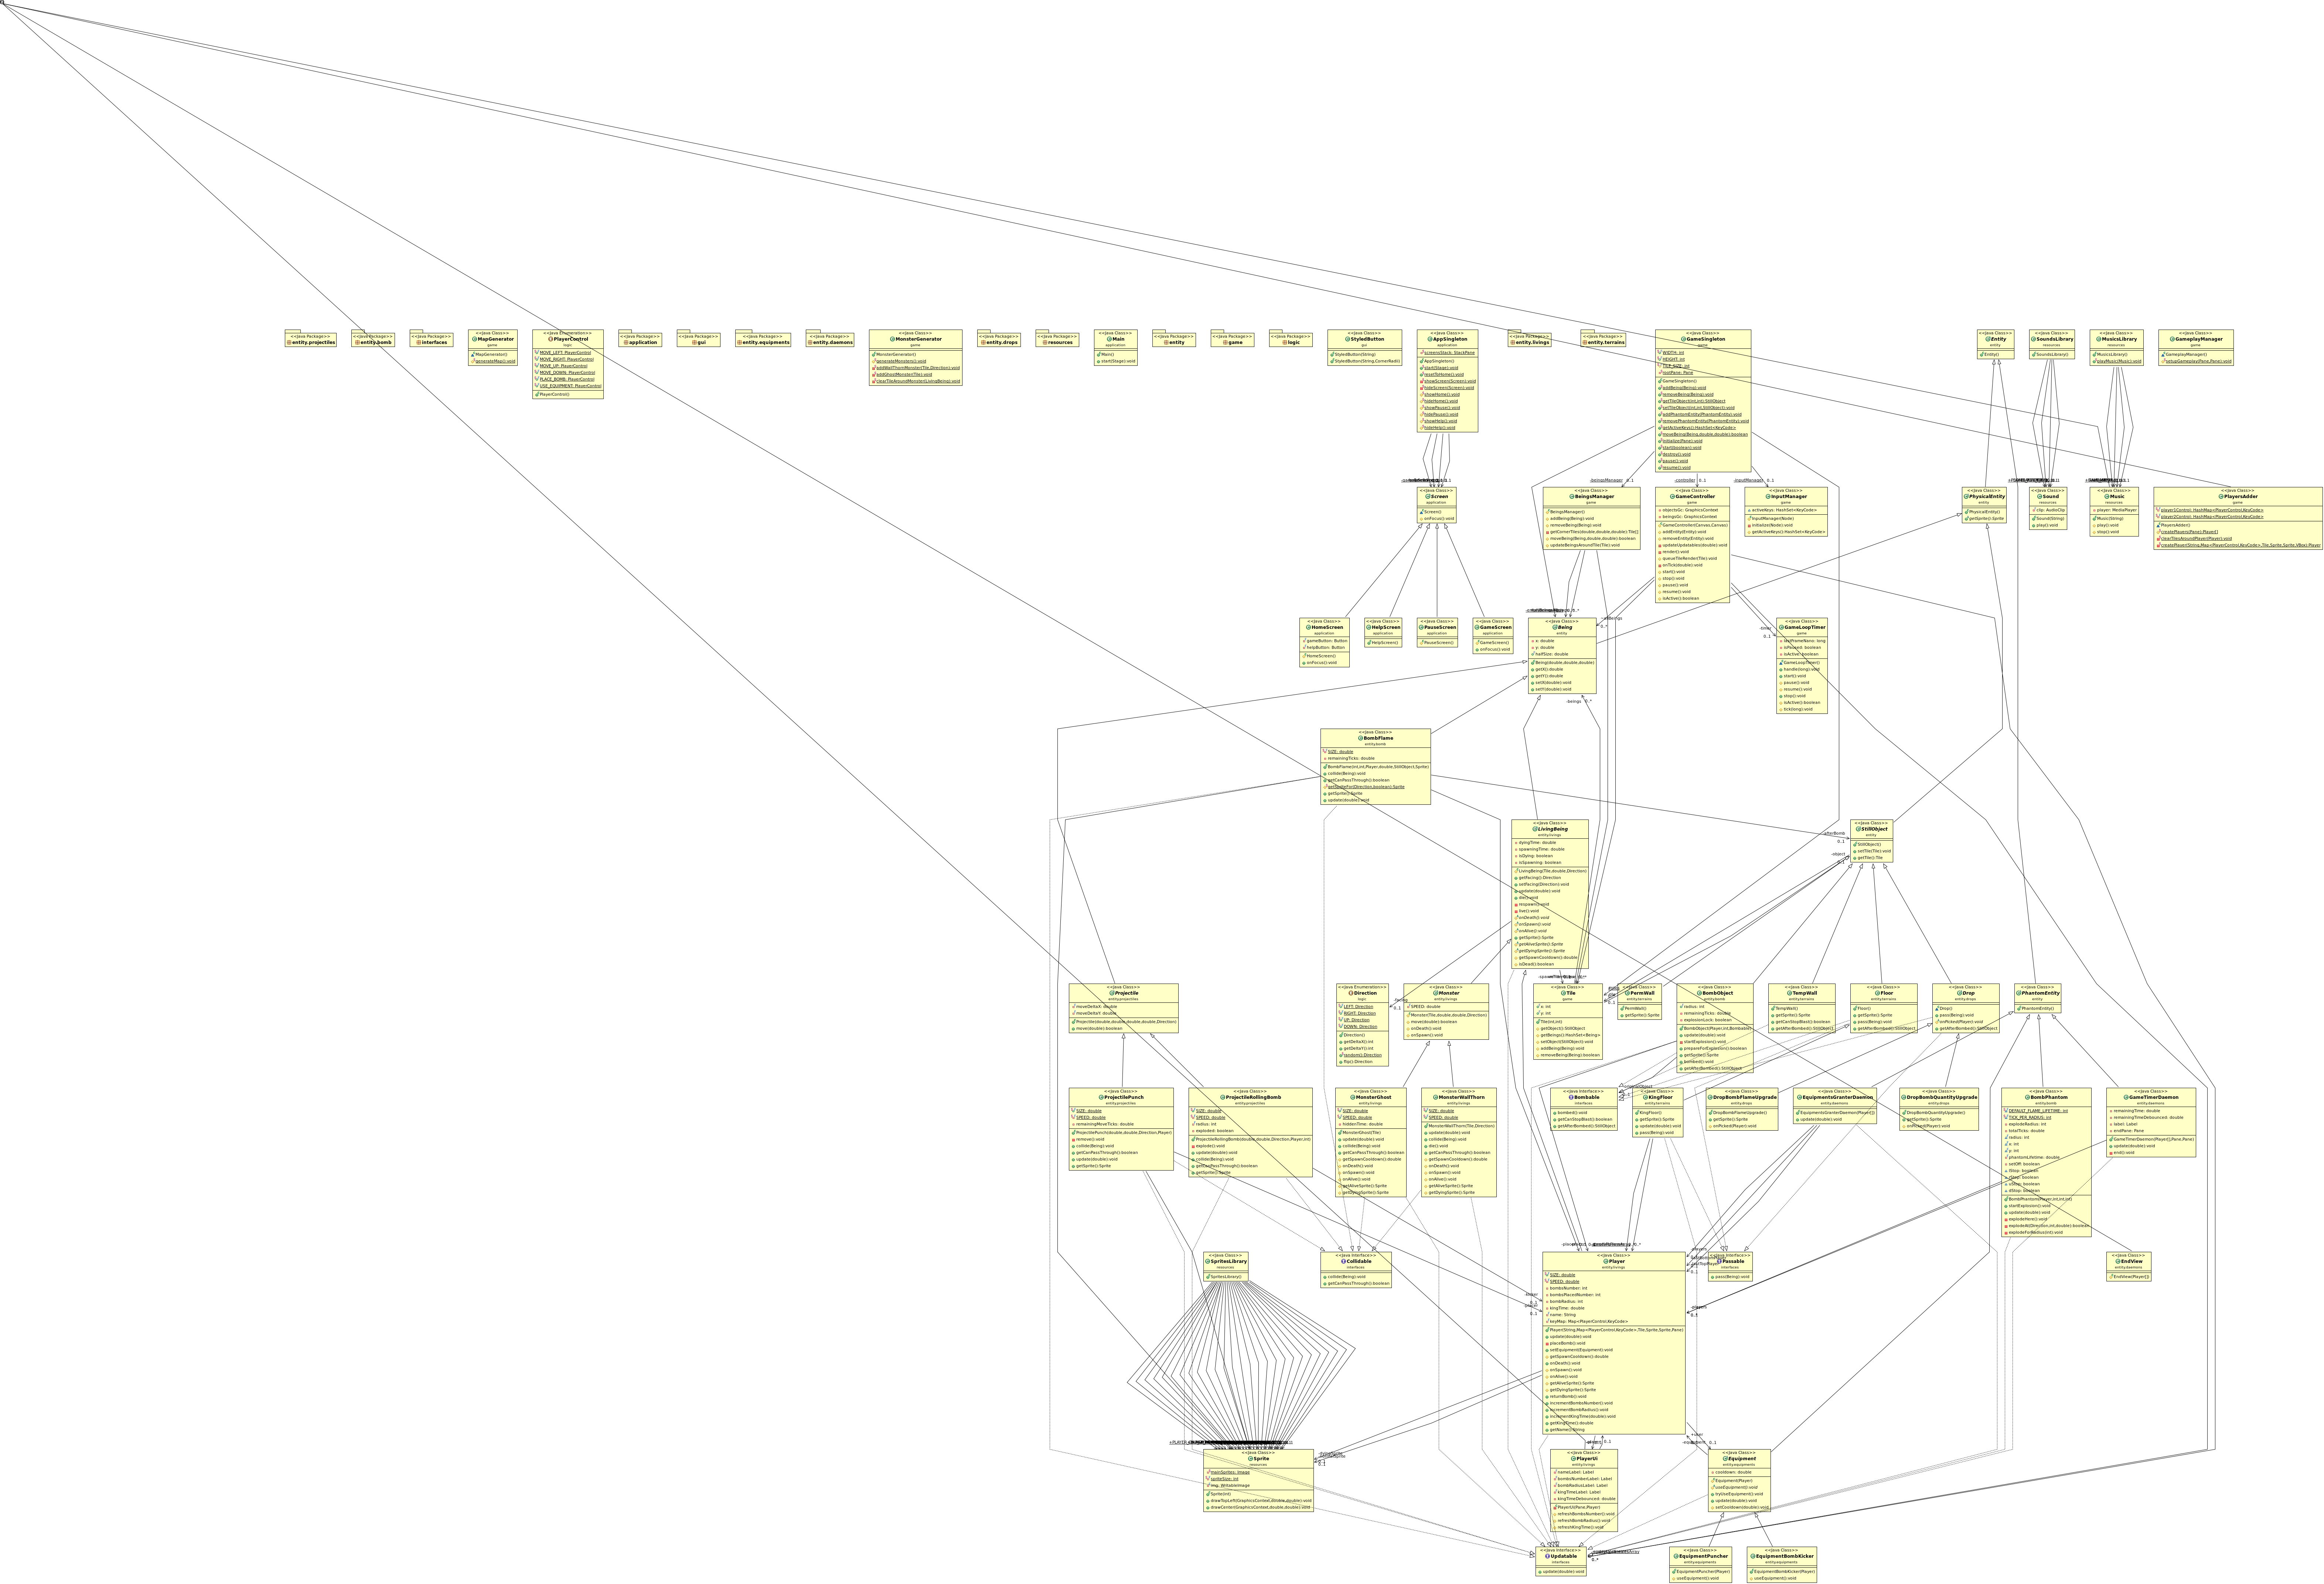 <<Java Package>>
entity.projectiles
<<Java Package>>
entity.bomb
<<Java Package>>
interfaces
<<Java Class>>
MapGenerator
game
MapGenerator()
generateMap():void
<<Java Enumeration>>
PlayerControl
logic
MOVE_LEFT: PlayerControl
MOVE_RIGHT: PlayerControl
MOVE_UP: PlayerControl
MOVE_DOWN: PlayerControl
PLACE_BOMB: PlayerControl
USE_EQUIPMENT: PlayerControl
PlayerControl()
<<Java Package>>
application
<<Java Package>>
gui
<<Java Package>>
entity.equipments
<<Java Package>>
entity.daemons
<<Java Class>>
MonsterGenerator
game
MonsterGenerator()
generateMonsters():void
addWallThornMonster(Tile,Direction):void
addGhostMonster(Tile):void
clearTileAroundMonster(LivingBeing):void
<<Java Package>>
entity.drops
<<Java Package>>
resources
<<Java Class>>
Main
application
Main()
start(Stage):void
<<Java Package>>
entity
<<Java Package>>
game
<<Java Package>>
logic
<<Java Class>>
StyledButton
gui
StyledButton(String)
StyledButton(String,CornerRadii)
<<Java Class>>
AppSingleton
application
screensStack: StackPane
AppSingleton()
start(Stage):void
resetToHome():void
showScreen(Screen):void
hideScreen(Screen):void
showHome():void
hideHome():void
showPause():void
hidePause():void
showHelp():void
hideHelp():void
<<Java Package>>
entity.livings
<<Java Package>>
entity.terrains
<<Java Class>>
GameSingleton
game
WIDTH: int
HEIGHT: int
TILE_SIZE: int
rootPane: Pane
GameSingleton()
addBeing(Being):void
removeBeing(Being):void
getTileObject(int,int):StillObject
setTileObject(int,int,StillObject):void
addPhantomEntity(PhantomEntity):void
removePhantomEntity(PhantomEntity):void
getActiveKeys():HashSet<KeyCode>
moveBeing(Being,double,double):boolean
initialize(Pane):void
start(boolean):void
destroy():void
pause():void
resume():void
<<Java Class>>
Entity
entity
Entity()
<<Java Class>>
SoundsLibrary
resources
SoundsLibrary()
<<Java Class>>
MusicsLibrary
resources
MusicsLibrary()
playMusic(Music):void
<<Java Class>>
GameplayManager
game
GameplayManager()
setupGameplay(Pane,Pane):void
<<Java Class>>
Screen
application
Screen()
onFocus():void
-beingsManager 0..1
<<Java Class>>
BeingsManager
game
BeingsManager()
addBeing(Being):void
removeBeing(Being):void
getCornerTiles(double,double,double):Tile[]
moveBeing(Being,double,double):boolean
updateBeingsAroundTile(Tile):void
-controller 0..1
<<Java Class>>
GameController
game
objectsGc: GraphicsContext
beingsGc: GraphicsContext
GameController(Canvas,Canvas)
addEntity(Entity):void
removeEntity(Entity):void
updateUpdatables(double):void
render():void
queueTileRender(Tile):void
onTick(double):void
start():void
stop():void
pause():void
resume():void
isActive():boolean
-inputManager 0..1
<<Java Class>>
InputManager
game
activeKeys: HashSet<KeyCode>
InputManager(Node)
initialize(Node):void
getActiveKeys():HashSet<KeyCode>
<<Java Class>>
PhysicalEntity
entity
PhysicalEntity()
getSprite():Sprite
<<Java Class>>
Sound
resources
clip: AudioClip
Sound(String)
play():void
<<Java Class>>
Music
resources
player: MediaPlayer
Music(String)
play():void
stop():void
<<Java Class>>
PlayersAdder
game
player1Control: HashMap<PlayerControl,KeyCode>
player2Control: HashMap<PlayerControl,KeyCode>
PlayersAdder()
createPlayers(Pane):Player[]
clearTilesAroundPlayer(Player):void
createPlayer(String,Map<PlayerControl,KeyCode>,Tile,Sprite,Sprite,VBox):Player
<<Java Class>>
HomeScreen
application
gameButton: Button
helpButton: Button
HomeScreen()
onFocus():void
<<Java Class>>
HelpScreen
application
HelpScreen()
<<Java Class>>
PauseScreen
application
PauseScreen()
<<Java Class>>
GameScreen
application
GameScreen()
onFocus():void
<<Java Class>>
Being
entity
x: double
y: double
halfSize: double
Being(double,double,double)
getX():double
getY():double
setX(double):void
setY(double):void
0..*
-timer
0..1
<<Java Class>>
GameLoopTimer
game
lastFrameNano: long
isPaused: boolean
isActive: boolean
GameLoopTimer()
handle(long):void
start():void
pause():void
resume():void
stop():void
isActive():boolean
tick(long):void
-beings 0..*
<<Java Class>>
BombFlame
entity.bomb
SIZE: double
remainingTicks: double
BombFlame(int,int,Player,double,StillObject,Sprite)
collide(Being):void
getCanPassThrough():boolean
getSpriteFor(Direction,boolean):Sprite
getSprite():Sprite
update(double):void
<<Java Class>>
LivingBeing
entity.livings
dyingTime: double
spawningTime: double
isDying: boolean
isSpawning: boolean
LivingBeing(Tile,double,Direction)
getFacing():Direction
setFacing(Direction):void
update(double):void
die():void
respawn():void
live():void
onDeath():void
onSpawn():void
onAlive():void
getSprite():Sprite
getAliveSprite():Sprite
getDyingSprite():Sprite
getSpawnCooldown():double
isDead():boolean
-afterBomb
0..1
-object
0..1
<<Java Class>>
StillObject
entity
StillObject()
setTile(Tile):void
getTile():Tile
<<Java Class>>
Projectile
entity.projectiles
moveDeltaX: double
moveDeltaY: double
Projectile(double,double,double,double,Direction)
move(double):boolean
<<Java Enumeration>>
Direction
logic
LEFT: Direction
RIGHT: Direction
UP: Direction
DOWN: Direction
Direction()
getDeltaX():int
getDeltaY():int
random():Direction
flip():Direction
-facing
0..1
<<Java Class>>
Monster
entity.livings
SPEED: double
Monster(Tile,double,double,Direction)
move(double):boolean
onDeath():void
onSpawn():void
<<Java Class>>
Tile
game
x: int
y: int
Tile(int,int)
getObject():StillObject
getBeings():HashSet<Being>
setObject(StillObject):void
addBeing(Being):void
removeBeing(Being):boolean
<<Java Class>>
PermWall
entity.terrains
PermWall()
getSprite():Sprite
<<Java Class>>
BombObject
entity.bomb
radius: int
remainingTicks: double
explosionLock: boolean
BombObject(Player,int,Bombable)
update(double):void
startExplosion():void
prepareForExplosion():boolean
getSprite():Sprite
bombed():void
getAfterBombed():StillObject
<<Java Class>>
TempWall
entity.terrains
TempWall()
getSprite():Sprite
getCanStopBlast():boolean
getAfterBombed():StillObject
<<Java Class>>
Floor
entity.terrains
Floor()
getSprite():Sprite
pass(Being):void
getAfterBombed():StillObject
<<Java Class>>
Drop
entity.drops
Drop()
pass(Being):void
onPicked(Player):void
getAfterBombed():StillObject
<<Java Class>>
PhantomEntity
entity
PhantomEntity()
<<Java Class>>
ProjectilePunch
entity.projectiles
SIZE: double
SPEED: double
remainingMoveTicks: double
ProjectilePunch(double,double,Direction,Player)
remove():void
collide(Being):void
getCanPassThrough():boolean
update(double):void
getSprite():Sprite
<<Java Class>>
ProjectileRollingBomb
entity.projectiles
SIZE: double
SPEED: double
radius: int
exploded: boolean
ProjectileRollingBomb(double,double,Direction,Player,int)
explode():void
update(double):void
collide(Being):void
getCanPassThrough():boolean
getSprite():Sprite
<<Java Class>>
MonsterGhost
entity.livings
SIZE: double
SPEED: double
hiddenTime: double
MonsterGhost(Tile)
update(double):void
collide(Being):void
getCanPassThrough():boolean
getSpawnCooldown():double
onDeath():void
onSpawn():void
onAlive():void
getAliveSprite():Sprite
getDyingSprite():Sprite
<<Java Class>>
MonsterWallThorn
entity.livings
SIZE: double
SPEED: double
MonsterWallThorn(Tile,Direction)
update(double):void
collide(Being):void
die():void
getCanPassThrough():boolean
getSpawnCooldown():double
onDeath():void
onSpawn():void
onAlive():void
getAliveSprite():Sprite
getDyingSprite():Sprite
<<Java Interface>>
Bombable
interfaces
bombed():void
getCanStopBlast():boolean
getAfterBombed():StillObject
<<Java Class>>
KingFloor
entity.terrains
KingFloor()
getSprite():Sprite
update(double):void
pass(Being):void
<<Java Class>>
DropBombFlameUpgrade
entity.drops
DropBombFlameUpgrade()
getSprite():Sprite
onPicked(Player):void
<<Java Class>>
EquipmentsGranterDaemon
entity.daemons
EquipmentsGranterDaemon(Player[])
update(double):void
<<Java Class>>
DropBombQuantityUpgrade
entity.drops
DropBombQuantityUpgrade()
getSprite():Sprite
onPicked(Player):void
<<Java Class>>
BombPhantom
entity.bomb
DEFAULT_FLAME_LIFETIME: int
TICK_PER_RADIUS: int
explodeRadius: int
totalTicks: double
radius: int
x: int
y: int
phantomLifetime: double
setOff: boolean
BombPhantom(Player,int,int,int)
startExplosion():void
update(double):void
explodeHere():void
explodeAt(Direction,int,double):boolean
explodeForRadius(int):void
<<Java Class>>
GameTimerDaemon
entity.daemons
remainingTime: double
remainingTimeDebounced: double
label: Label
endPane: Pane
GameTimerDaemon(Player[],Pane,Pane)
update(double):void
end():void
<<Java Class>>
SpritesLibrary
resources
SpritesLibrary()
<<Java Interface>>
Collidable
interfaces
collide(Being):void
getCanPassThrough():boolean
<<Java Class>>
Player
entity.livings
SIZE: double
SPEED: double
bombsNumber: int
bombsPlacedNumber: int
bombRadius: int
kingTime: double
name: String
keyMap: Map<PlayerControl,KeyCode>
Player(String,Map<PlayerControl,KeyCode>,Tile,Sprite,Sprite,Pane)
update(double):void
placeBomb():void
setEquipment(Equipment):void
getSpawnCooldown():double
onDeath():void
onSpawn():void
onAlive():void
getAliveSprite():Sprite
getDyingSprite():Sprite
returnBomb():void
incrementBombsNumber():void
incrementBombRadius():void
incrementKingTime(double):void
getKingTime():double
getName():String
-players
<<Java Interface>>
Passable
interfaces
pass(Being):void
<<Java Class>>
EndView
entity.daemons
EndView(Player[])
-players
0..*
<<Java Class>>
Sprite
resources
mainSprites: Image
spriteSize: int
img: WritableImage
Sprite(int)
drawTopLeft(GraphicsContext,double,double):void
drawCenter(GraphicsContext,double,double):void
<<Java Class>>
PlayerUi
entity.livings
nameLabel: Label
bombsNumberLabel: Label
bombRadiusLabel: Label
kingTimeLabel: Label
kingTimeDebounced: double
PlayerUi(Pane,Player)
refreshBombsNumber():void
refreshBombRadius():void
refreshKingTime():void
<<Java Class>>
Equipment
entity.equipments
cooldown: double
Equipment(Player)
useEquipment():void
tryUseEquipment():void
update(double):void
setCooldown(double):void
<<Java Interface>>
Updatable
interfaces
update(double):void
0..*
<<Java Class>>
EquipmentPuncher
entity.equipments
EquipmentPuncher(Player)
useEquipment():void
<<Java Class>>
EquipmentBombKicker
entity.equipments
EquipmentBombKicker(Player)
useEquipment():void